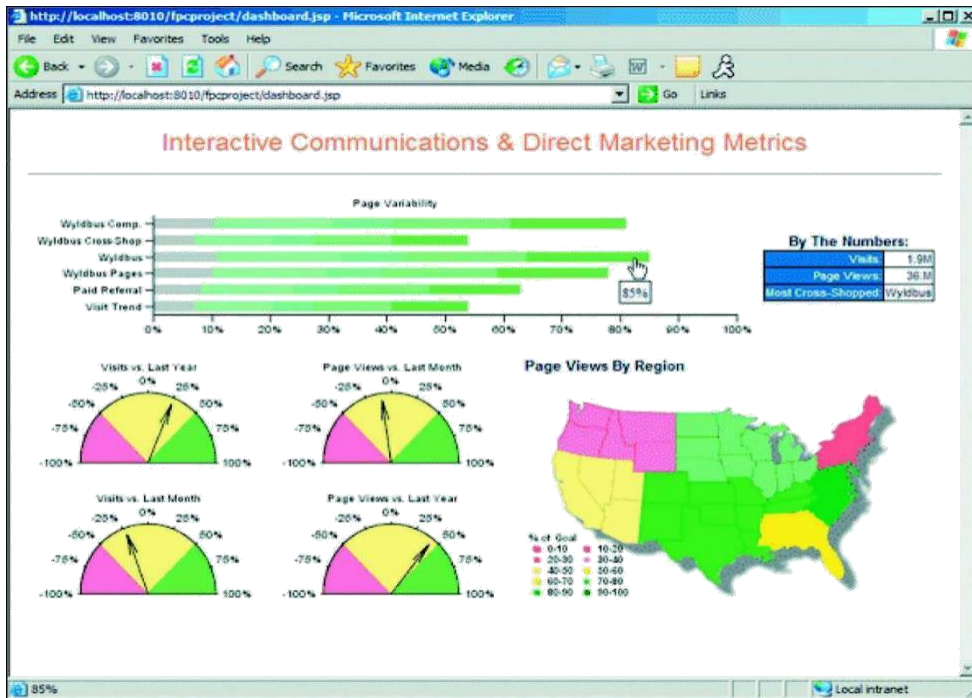 http://localhost:8010/fpcproject/dashboard.jsp - Microsoft Internet Explorer
File Edit View Favorites Tools Help
Back Search Favorites Media
Address http://localhost:8010/fpcproject/dashboard.jsp Go Links
Interactive Communications & Direct Marketing Metrics
Page Variability
Wyldbus Comp.
Wyldbus Cross-Shop
Wyldbus
Wyldbus Pages
Paid Referral
Visit Trend
85%
0% 10% 20% 30% 40% 50% 60% 70% 80% 90% 100%
By The Numbers:
Visits: 1.9M
Page Views: 36.M
Most Cross-Shopped: Wyldbus
Visits vs. Last Year
-100% -75% -50% -25% 0% 25% 50% 75% 100%
Page Views vs. Last Month
-100% -75% -50% -25% 0% 25% 50% 75% 100%
Visits vs. Last Month
-100% -75% -50% -25% 0% 25% 50% 75% 100%
Page Views vs. Last Year
-100% -75% -50% -25% 0% 25% 50% 75% 100%
Page Views By Region
% of Goal
0-10 10-20
20-30 30-40
40-50 50-60
60-70 70-80
80-90 90-100
85% Local intranet